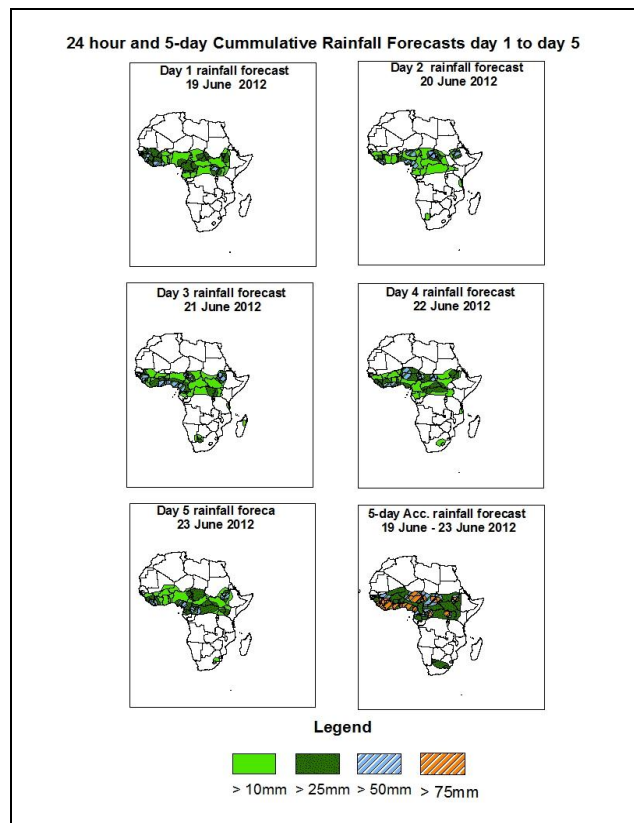 24 hour and 5-day Cummulative Rainfall Forecasts day 1 to day 5
Day 1 rainfall forecast
19 June 2012
Day 2 rainfall forecast
20 June 2012
Day 3 rainfall forecast
21 June 2012
Day 4 rainfall forecast
22 June 2012
Day 5 rainfall foreca
23 June 2012
5-day Acc. rainfall forecast
19 June - 23 June 2012
Legend
> 10mm
> 25mm
> 50mm
> 75mm